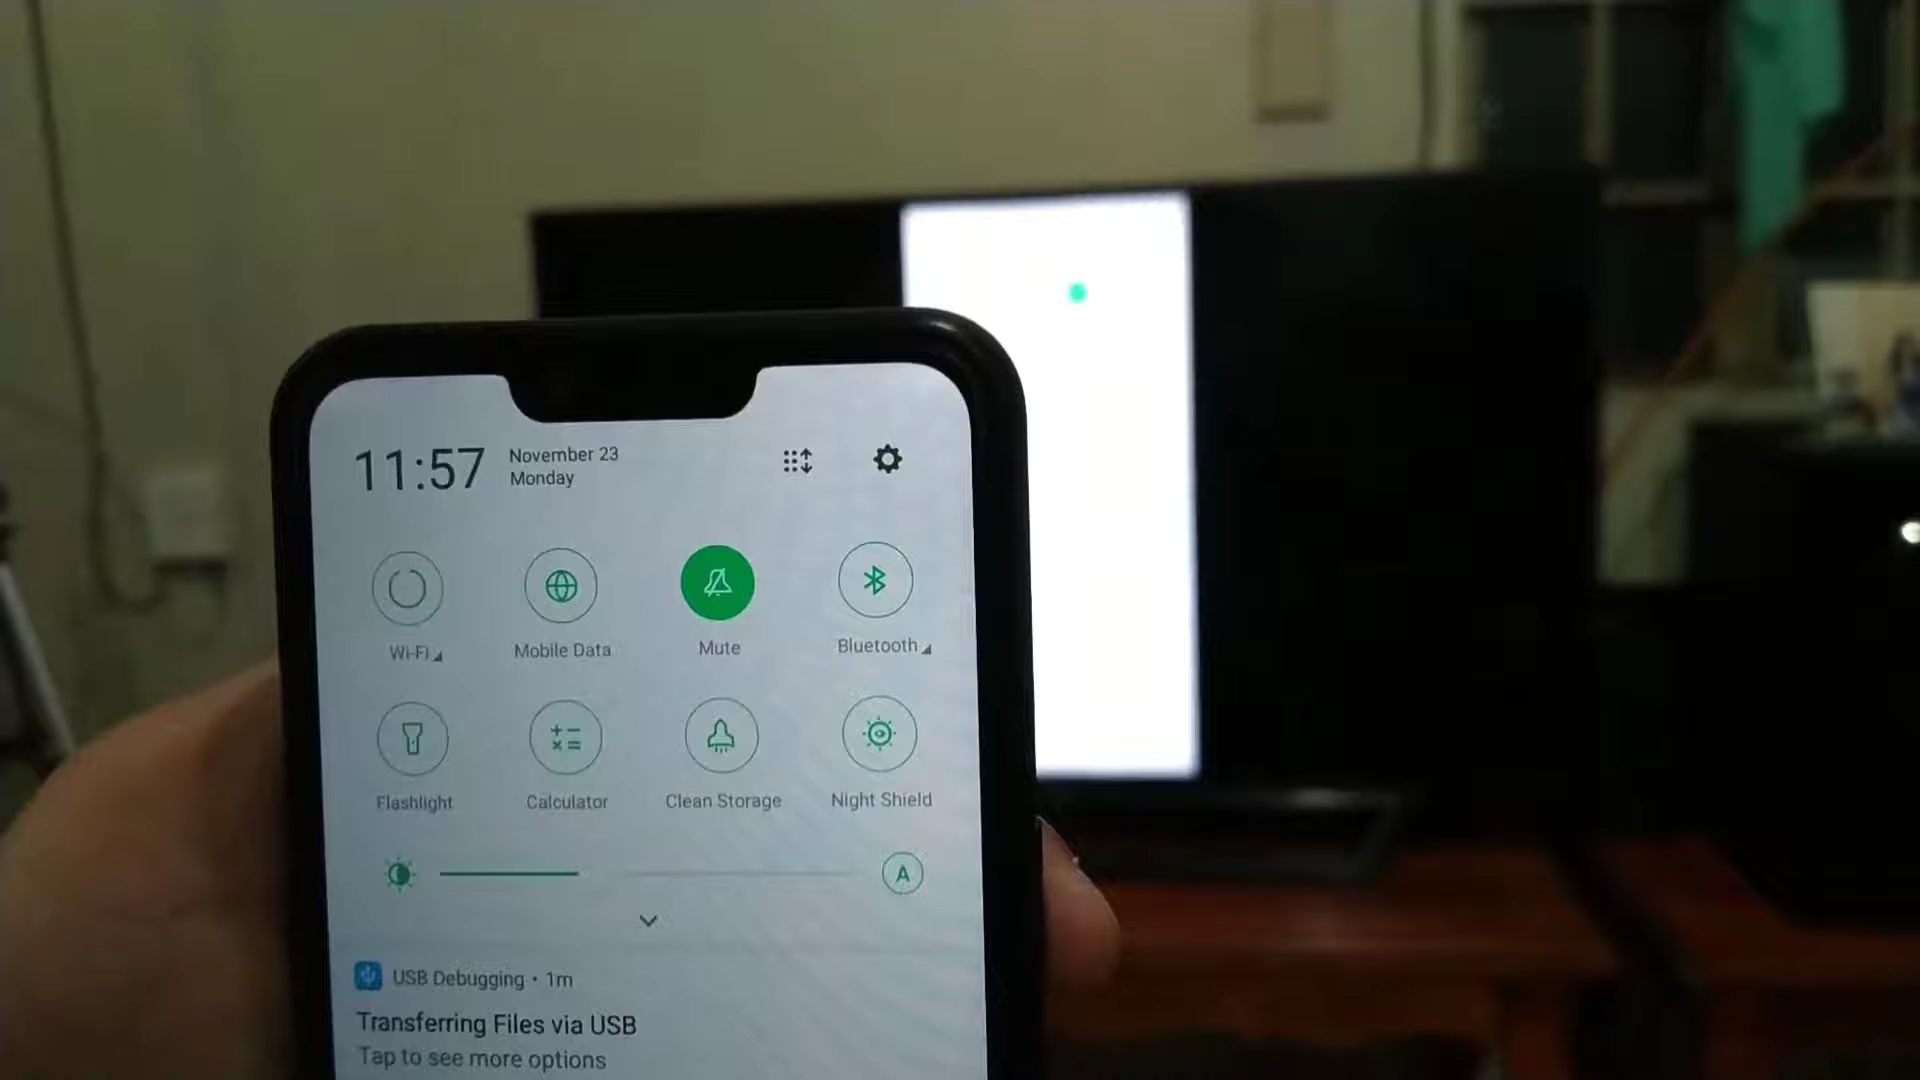 11:57
November 23
Monday
Wi-Fi
Mobile Data
Mute
Bluetooth
Flashlight
Calculator
Clean Storage
Night Shield
A
USB Debugging • 1m
Transferring Files via USB
Tap to see more options